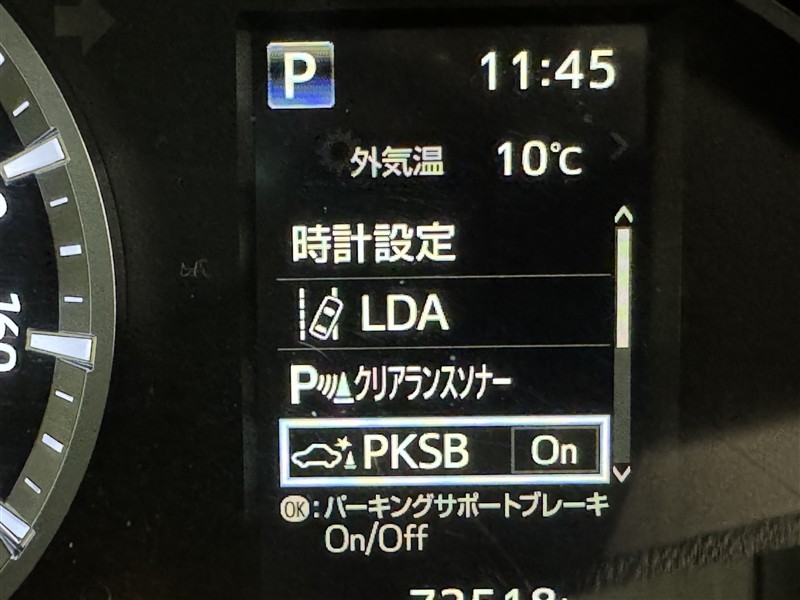 P 11:45
外気温 10℃
時計設定
LDA
Pクリアランスソナー
PKSB On
OK:パーキングサポートブレーキ
On/Off
160